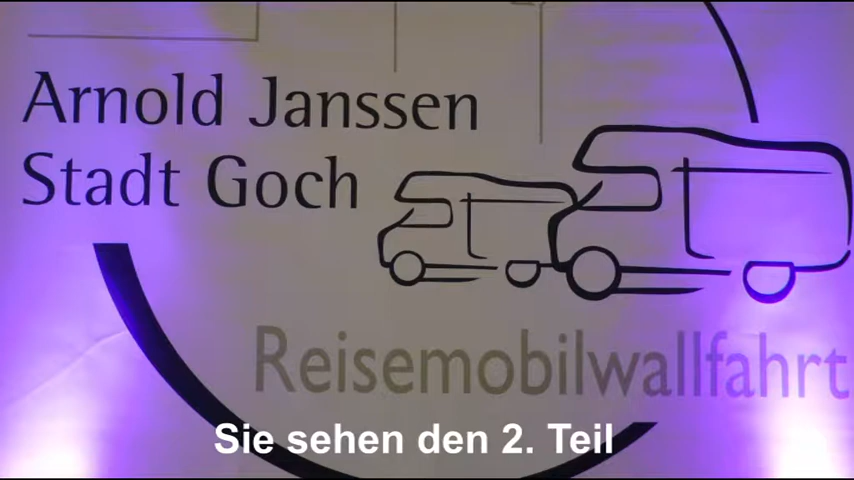 Arnold Janssen
Stadt Goch
Reisemobilwallfahrt
Sie sehen den 2. Teil